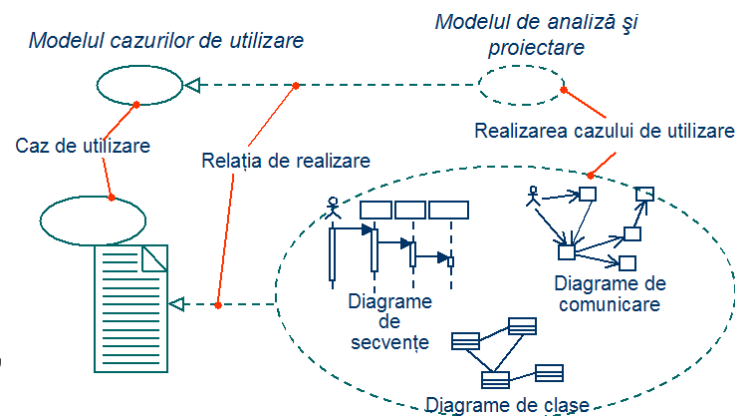 Modelul cazurilor de utilizare
Modelul de analiză şi
proiectare
Caz de utilizare
Relația de realizare
Realizarea cazului de utilizare
Diagrame
de
secvențe
Diagrame de
comunicare
Diagrame de clase